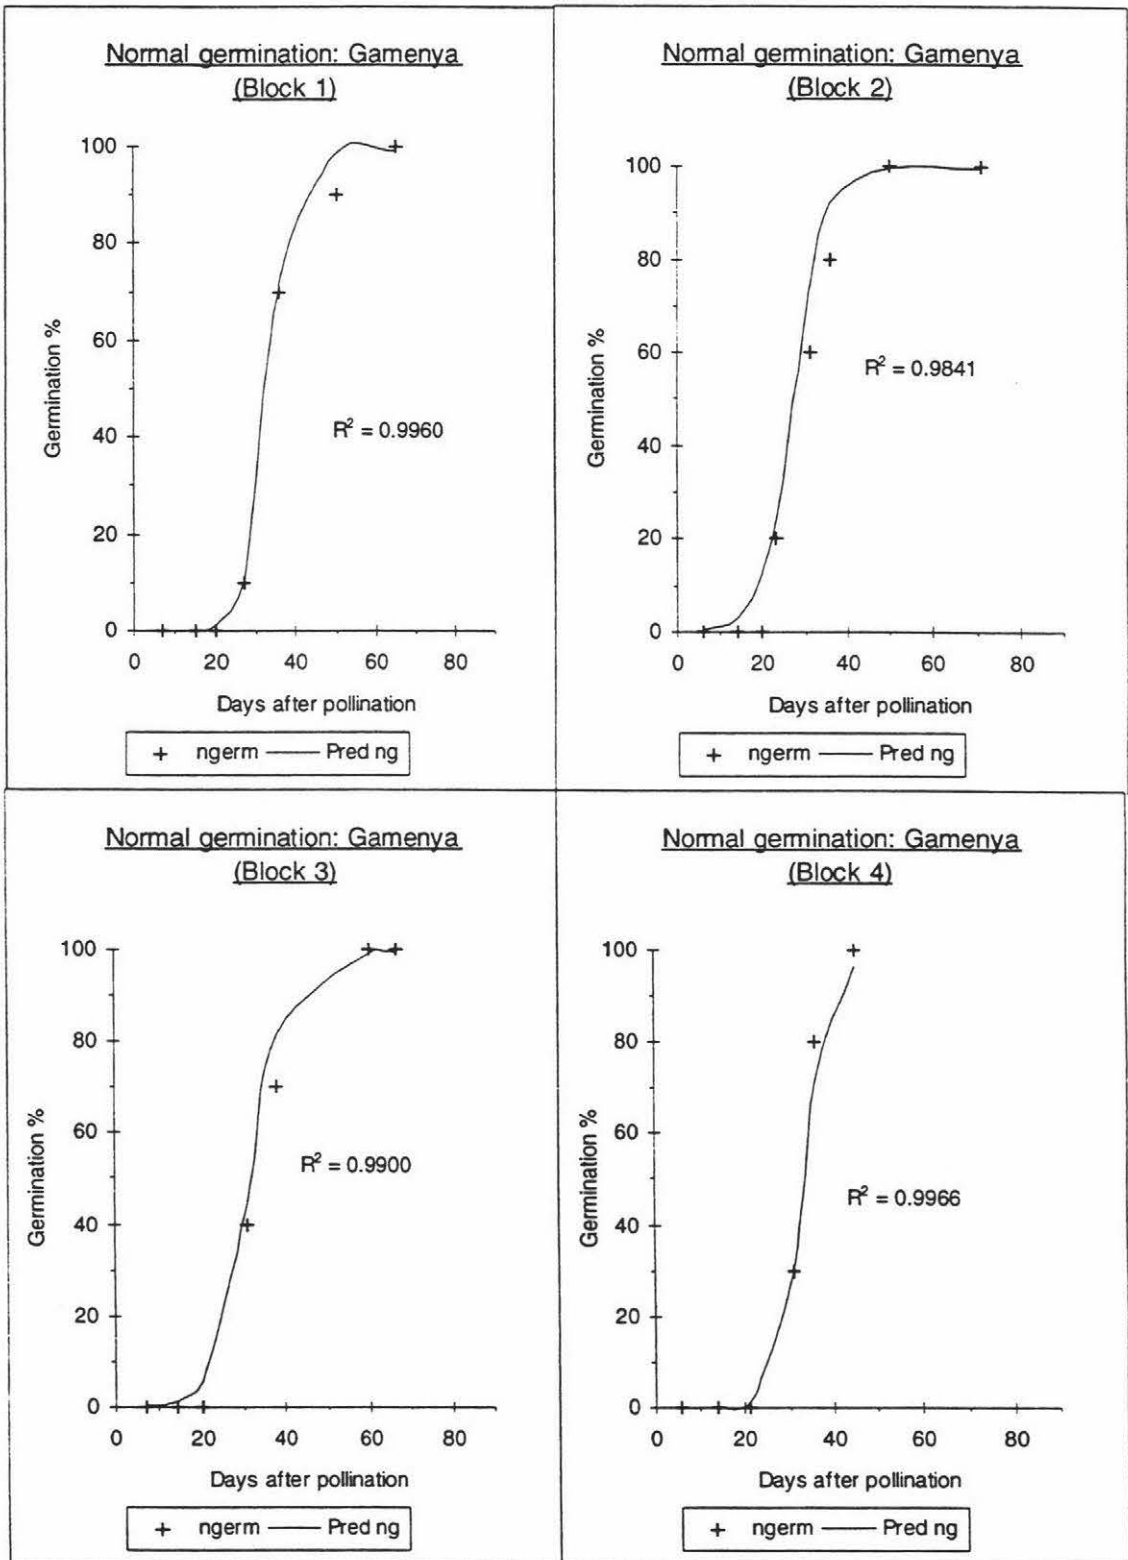 Normal germination: Gamenya
(Block 1)
100
80
60
40
20
0
Germination %
R² = 0.9960
0 20 40 60 80
Days after pollination
+ ngerm —— Pred ng
Normal germination: Gamenya
(Block 2)
100
80
60
40
20
0
Germination %
R² = 0.9841
0 20 40 60 80
Days after pollination
+ ngerm —— Pred ng
Normal germination: Gamenya
(Block 3)
100
80
60
40
20
0
Germination %
R² = 0.9900
0 20 40 60 80
Days after pollination
+ ngerm —— Pred ng
Normal germination: Gamenya
(Block 4)
100
80
60
40
20
0
Germination %
R² = 0.9966
0 20 40 60 80
Days after pollination
+ ngerm —— Pred ng